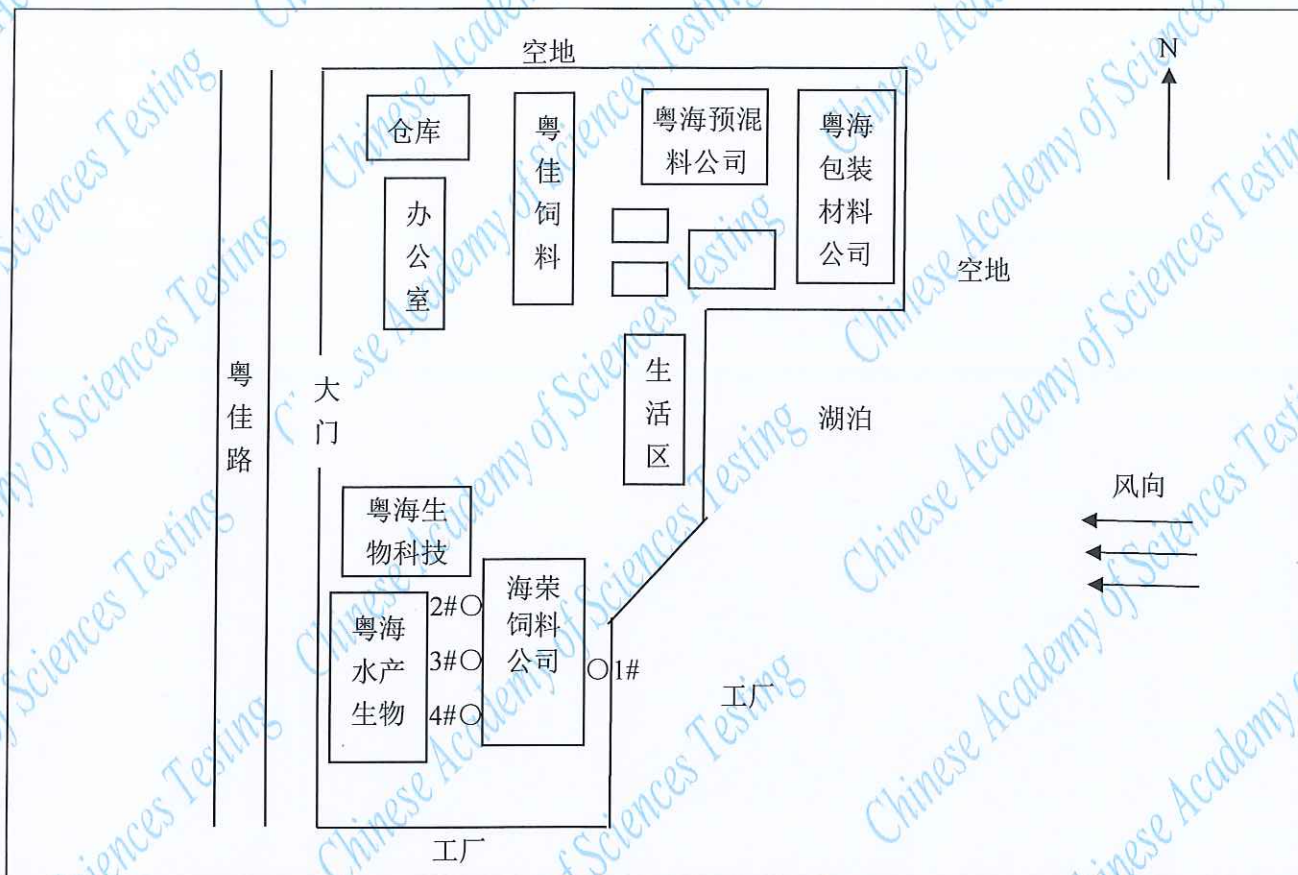 空地
N
仓库
粤佳饲料
粤海预混
料公司
粤海
包装
材料
公司
办公室
空地
粤佳路
大门
生活区
湖泊
风向
粤海生
物科技
海荣
饲料
公司
粤海
水产
生物
2#
3#
4#
1#
工厂
工厂
Chinese Academy of Sciences Testing